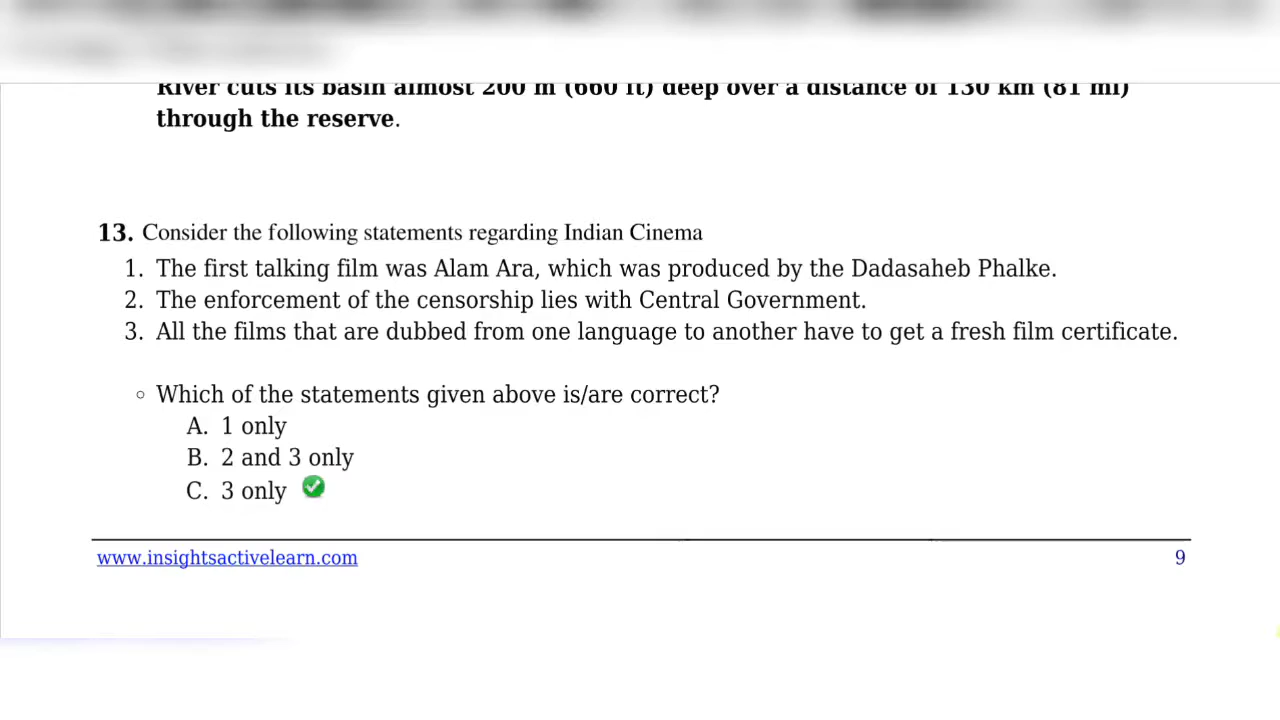 River cuts its basin almost 200 m (660 ft) deep over a distance of 130 km (81 mi)
through the reserve.
13. Consider the following statements regarding Indian Cinema
1. The first talking film was Alam Ara, which was produced by the Dadasaheb Phalke.
2. The enforcement of the censorship lies with Central Government.
3. All the films that are dubbed from one language to another have to get a fresh film certificate.
○ Which of the statements given above is/are correct?
A. 1 only
B. 2 and 3 only
C. 3 only
www.insightsactivelearn.com 9